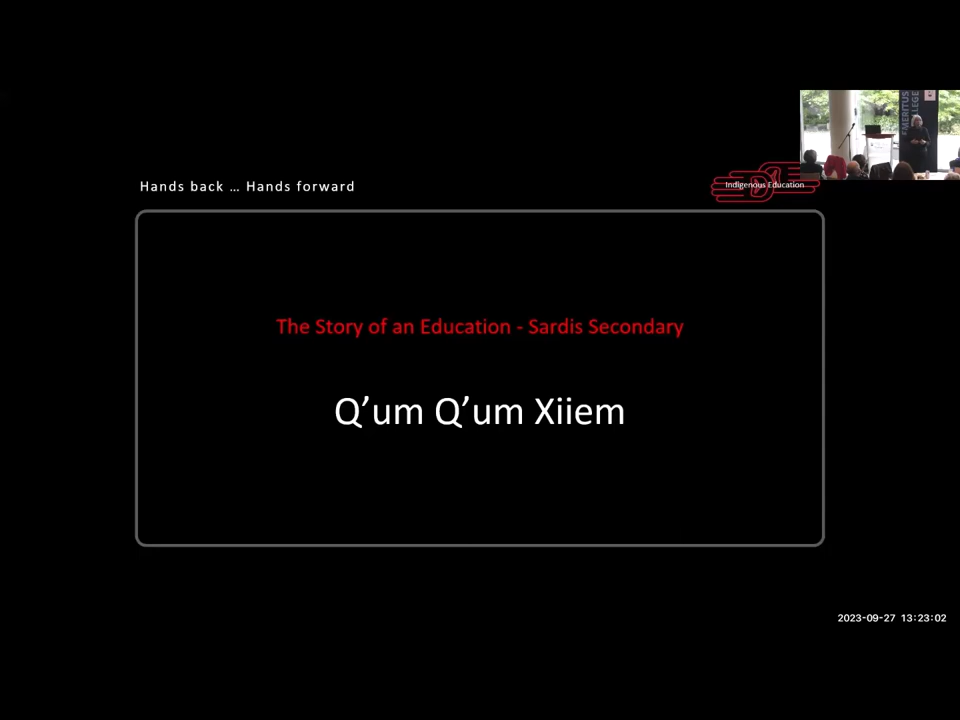 EMERITUS
Hands back … Hands forward
Indigenous Education
The Story of an Education - Sardis Secondary
Q’um Q’um Xiiem
2023-09-27 13:23:02